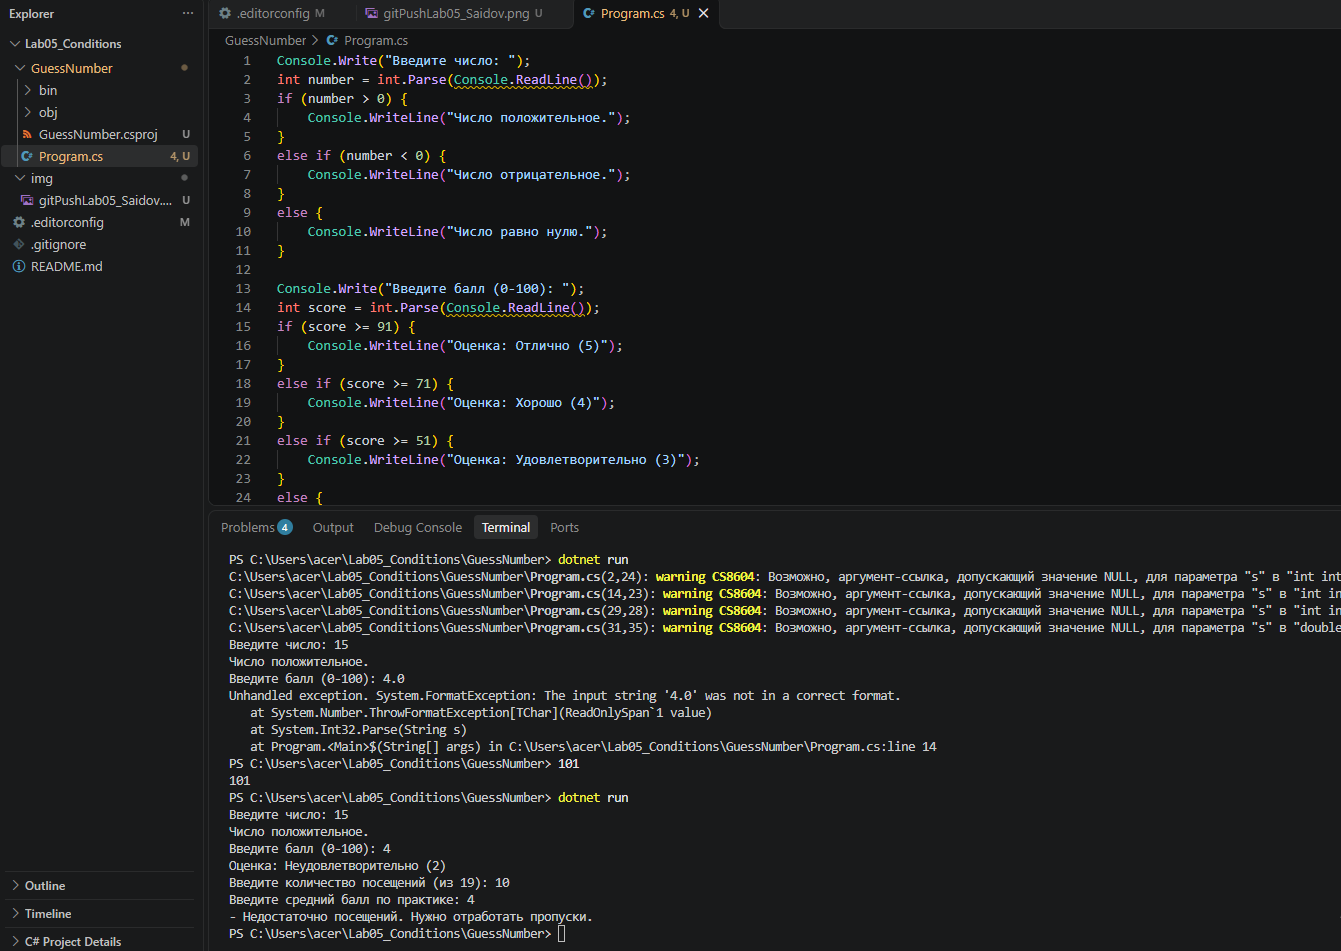 Explorer
...
Lab05_Conditions
GuessNumber
bin
obj
GuessNumber.csproj U
Program.cs 4, U
img
gitPushLab05_Saidov.... U
.editorconfig M
.gitignore
README.md
Outline
Timeline
C# Project Details
.editorconfig M
gitPushLab05_Saidov.png U
Program.cs 4, U
GuessNumber > Program.cs
1 Console.Write("Введите число: ");
2 int number = int.Parse(Console.ReadLine());
3 if (number > 0) {
4 Console.WriteLine("Число положительное.");
5 }
6 else if (number < 0) {
7 Console.WriteLine("Число отрицательное.");
8 }
9 else {
10 Console.WriteLine("Число равно нулю.");
11 }
12
13 Console.Write("Введите балл (0-100): ");
14 int score = int.Parse(Console.ReadLine());
15 if (score >= 91) {
16 Console.WriteLine("Оценка: Отлично (5)");
17 }
18 else if (score >= 71) {
19 Console.WriteLine("Оценка: Хорошо (4)");
20 }
21 else if (score >= 51) {
22 Console.WriteLine("Оценка: Удовлетворительно (3)");
23 }
24 else {
Problems 4 Output Debug Console Terminal Ports
PS C:\Users\acer\Lab05_Conditions\GuessNumber> dotnet run
C:\Users\acer\Lab05_Conditions\GuessNumber\Program.cs(2,24): warning CS8604: Возможно, аргумент-ссылка, допускающий значение NULL, для параметра "s" в "int int
C:\Users\acer\Lab05_Conditions\GuessNumber\Program.cs(14,23): warning CS8604: Возможно, аргумент-ссылка, допускающий значение NULL, для параметра "s" в "int in
C:\Users\acer\Lab05_Conditions\GuessNumber\Program.cs(29,28): warning CS8604: Возможно, аргумент-ссылка, допускающий значение NULL, для параметра "s" в "int in
C:\Users\acer\Lab05_Conditions\GuessNumber\Program.cs(31,35): warning CS8604: Возможно, аргумент-ссылка, допускающий значение NULL, для параметра "s" в "double
Введите число: 15
Число положительное.
Введите балл (0-100): 4.0
Unhandled exception. System.FormatException: The input string '4.0' was not in a correct format.
at System.Number.ThrowFormatException[TChar](ReadOnlySpan`1 value)
at System.Int32.Parse(String s)
at Program.<Main>$(String[] args) in C:\Users\acer\Lab05_Conditions\GuessNumber\Program.cs:line 14
PS C:\Users\acer\Lab05_Conditions\GuessNumber> 101
101
PS C:\Users\acer\Lab05_Conditions\GuessNumber> dotnet run
Введите число: 15
Число положительное.
Введите балл (0-100): 4
Оценка: Неудовлетворительно (2)
Введите количество посещений (из 19): 10
Введите средний балл по практике: 4
- Недостаточно посещений. Нужно отработать пропуски.
PS C:\Users\acer\Lab05_Conditions\GuessNumber>